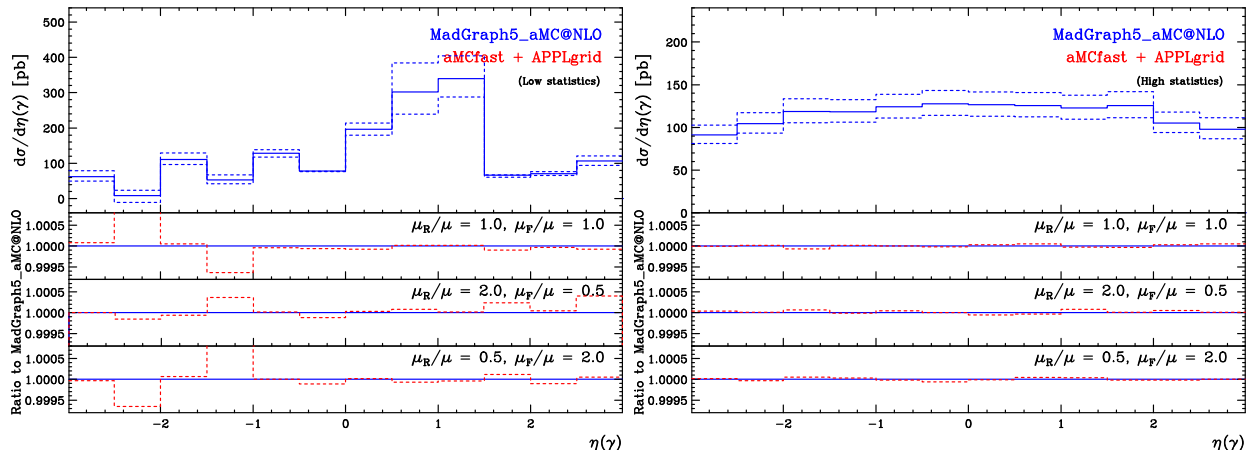 500
400
300
200
100
0
dσ/dη(γ) [pb]
MadGraph5_aMC@NLO
aMCfast + APPLgrid
(Low statistics)
Ratio to MadGraph5_aMC@NLO
1.0005
1.0000
0.9995
μR/μ = 1.0, μF/μ = 1.0
1.0005
1.0000
0.9995
μR/μ = 2.0, μF/μ = 0.5
1.0005
1.0000
0.9995
μR/μ = 0.5, μF/μ = 2.0
-2 -1 0 1 2
η(γ)
200
150
100
50
0
dσ/dη(γ) [pb]
MadGraph5_aMC@NLO
aMCfast + APPLgrid
(High statistics)
Ratio to MadGraph5_aMC@NLO
1.0005
1.0000
0.9995
μR/μ = 1.0, μF/μ = 1.0
1.0005
1.0000
0.9995
μR/μ = 2.0, μF/μ = 0.5
1.0005
1.0000
0.9995
μR/μ = 0.5, μF/μ = 2.0
-2 -1 0 1 2
η(γ)